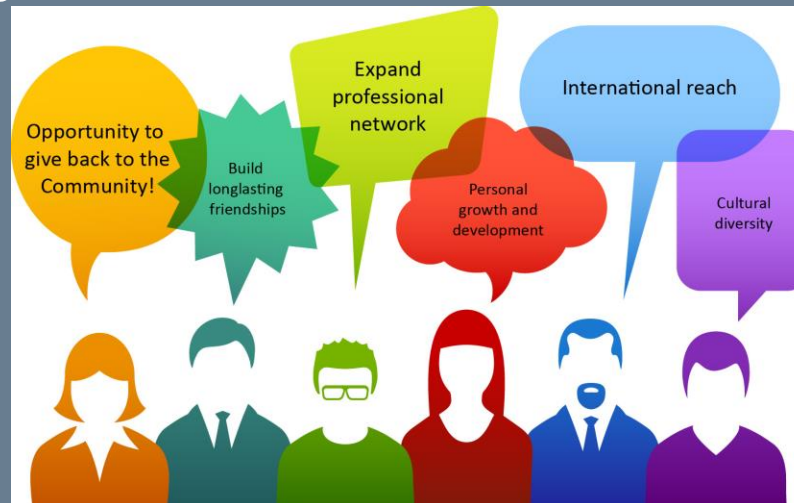 Opportunity to
give back to the
Community!
Build
longlasting
friendships
Expand
professional
network
Personal
growth and
development
International reach
Cultural
diversity